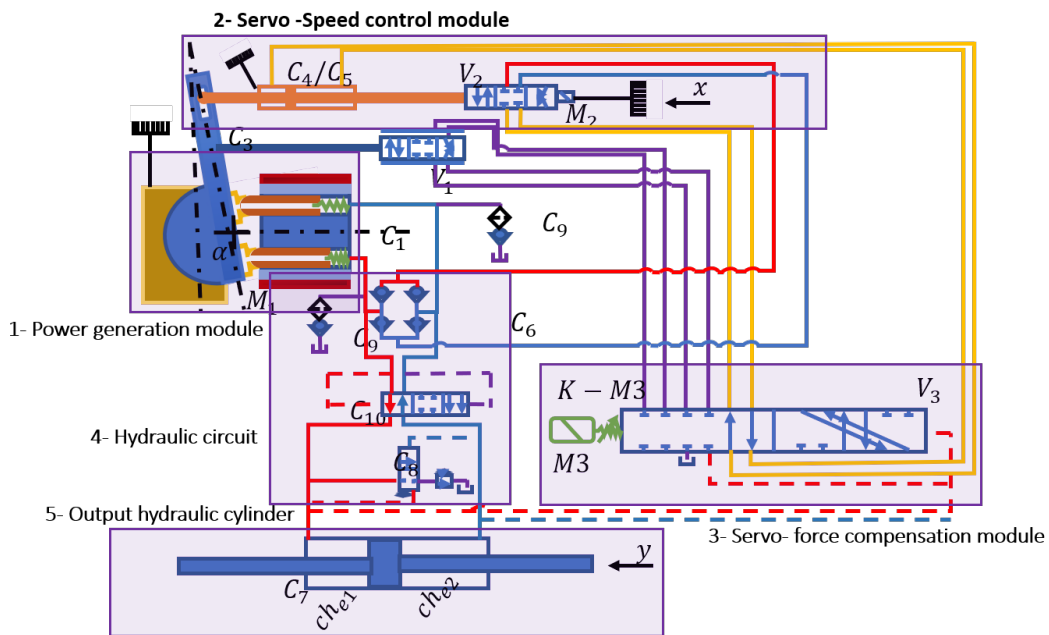 2- Servo -Speed control module
C₄/C₅
V₂
x
M₂
C₃
V₁
C₁
C₉
α
M₁
1- Power generation module
C₆
C₉
K − M3
V₃
C₁₀
4- Hydraulic circuit
C₈
M3
5- Output hydraulic cylinder
3- Servo- force compensation module
y
C₇
chₑ₁
chₑ₂